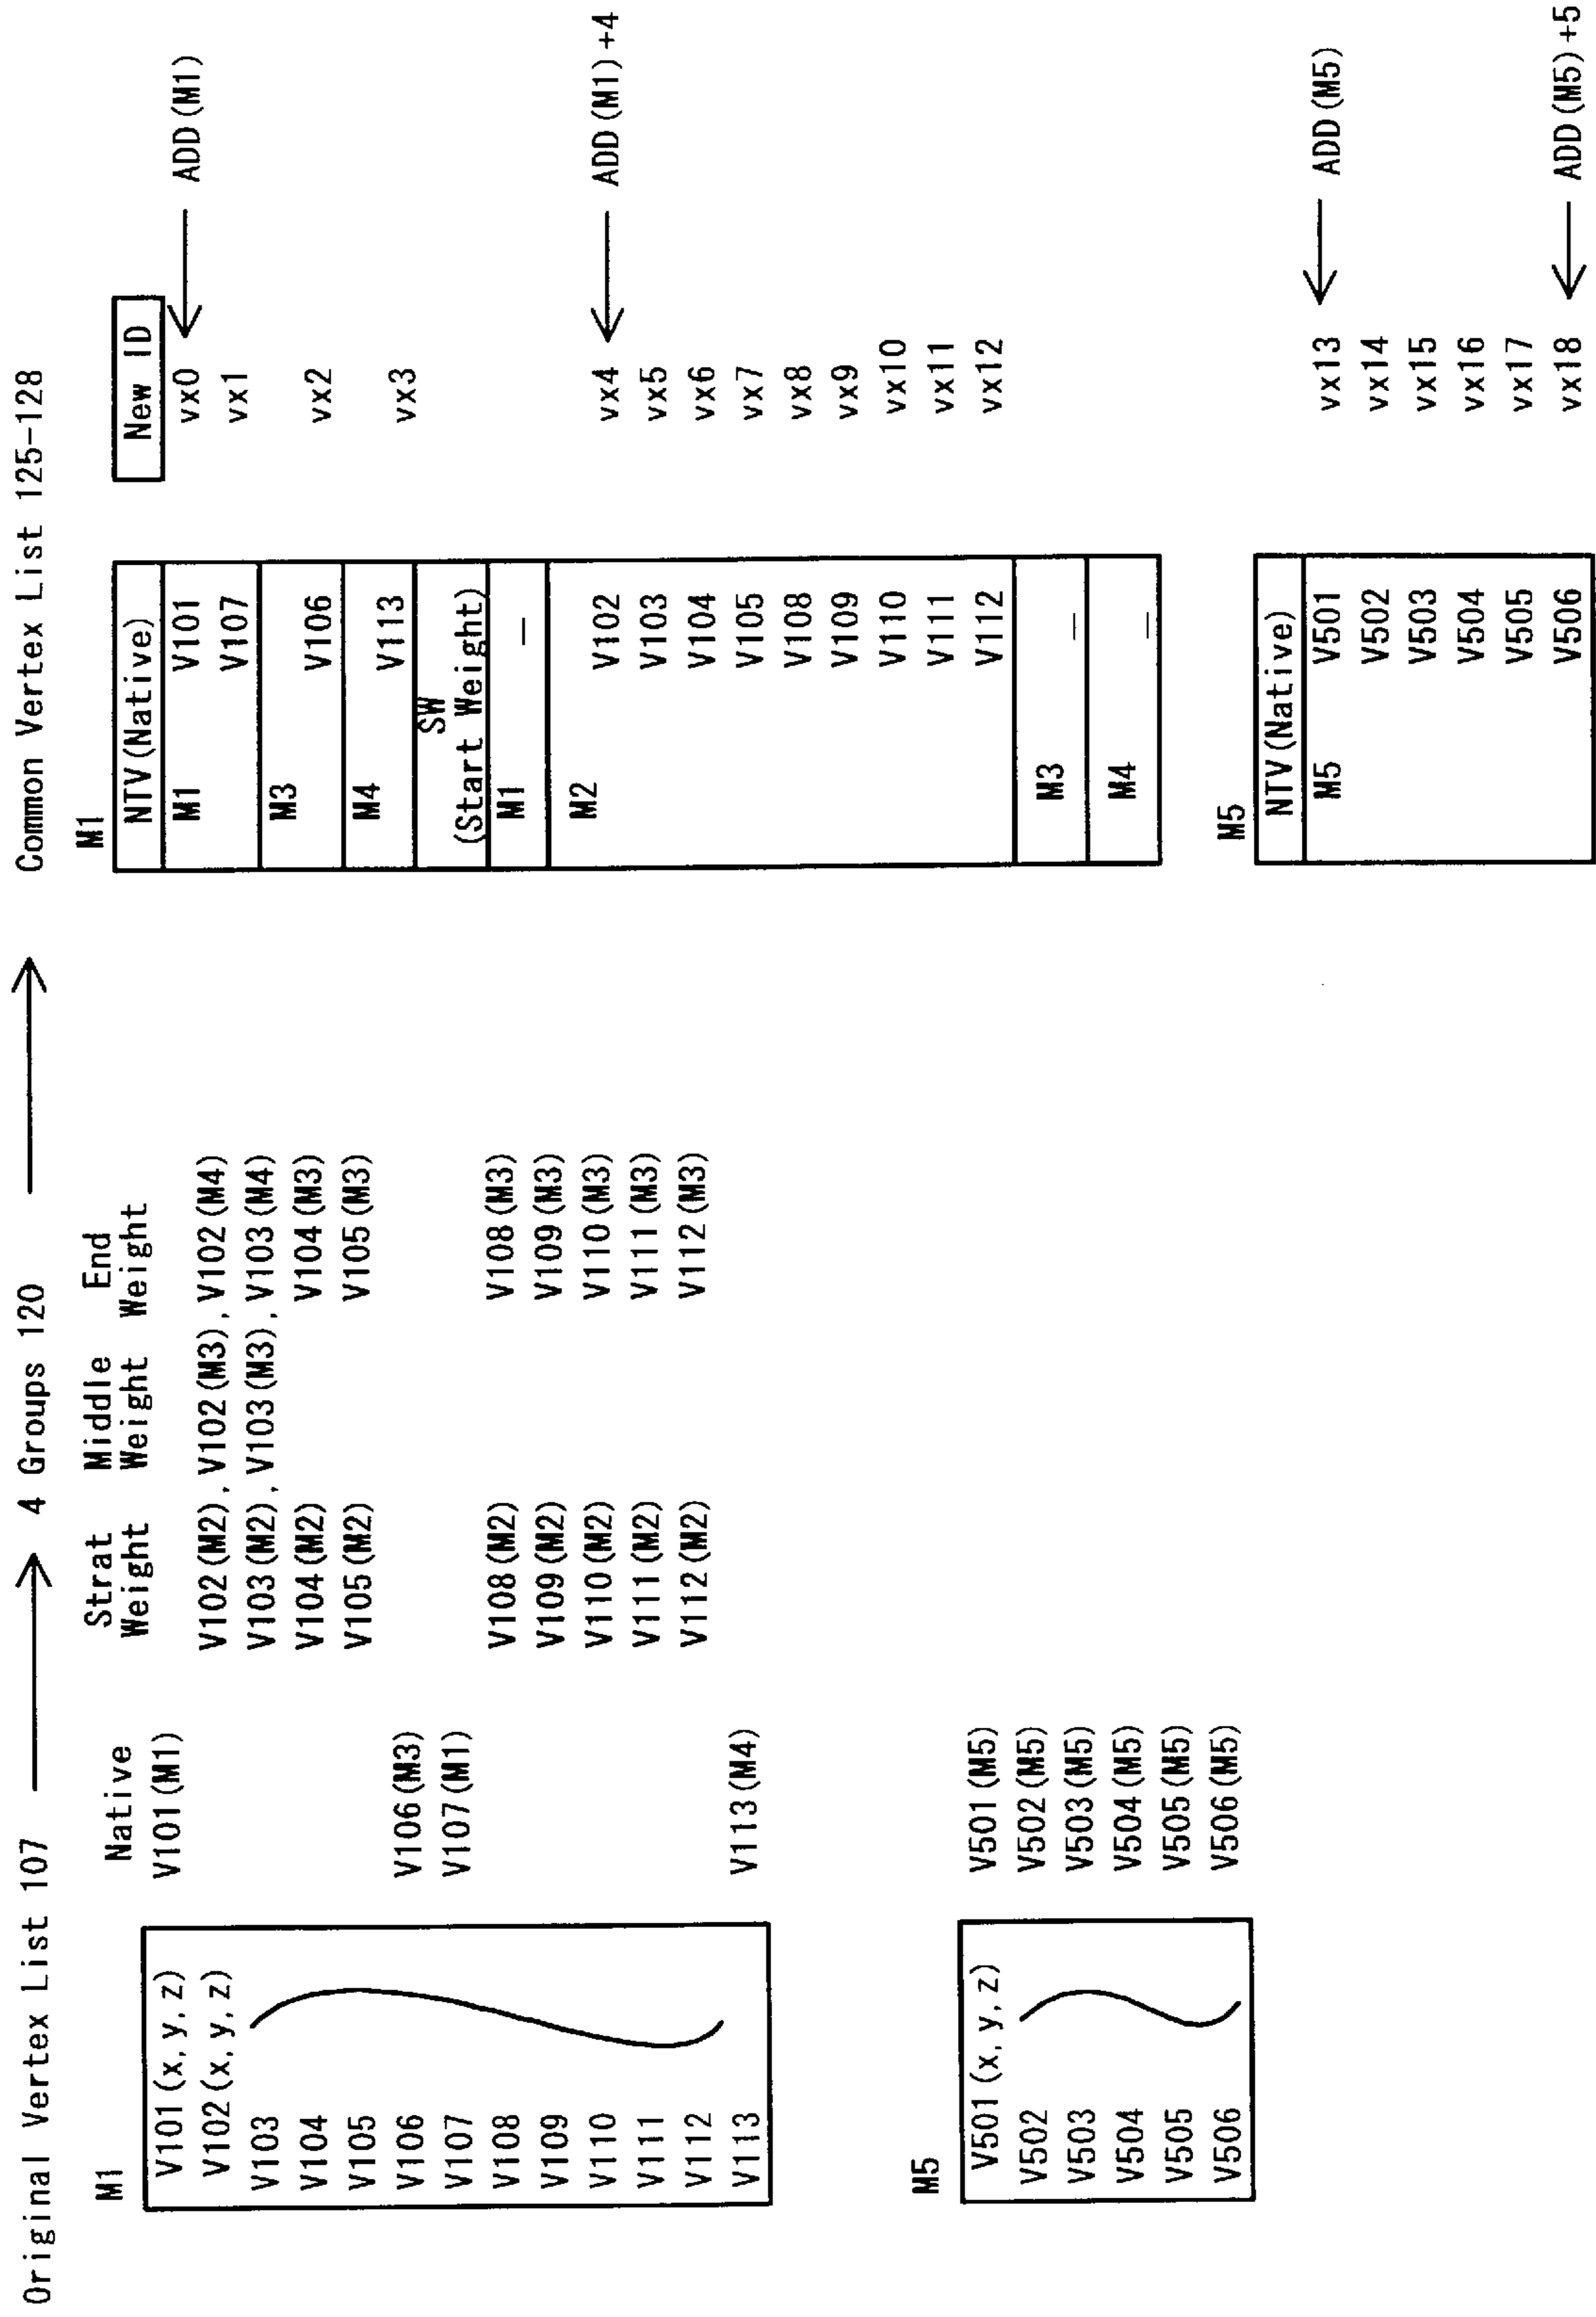 Original Vertex List 107
4 Groups 120
Common Vertex List 125-128
M1
V101 (x, y, z)
V102 (x, y, z)
V103
V104
V105
V106
V107
V108
V109
V110
V111
V112
V113
M5
V501 (x, y, z)
V502
V503
V504
V505
V506
Native
V101 (M1)
V106 (M3)
V107 (M1)
V113 (M4)
V501 (M5)
V502 (M5)
V503 (M5)
V504 (M5)
V505 (M5)
V506 (M5)
Strat Middle End
Weight Weight Weight
V102 (M2), V102 (M3), V102 (M4)
V103 (M2), V103 (M3), V103 (M4)
V104 (M2) V104 (M3)
V105 (M2) V105 (M3)
V108 (M2) V108 (M3)
V109 (M2) V109 (M3)
V110 (M2) V110 (M3)
V111 (M2) V111 (M3)
V112 (M2) V112 (M3)
M1
NTV (Native) New ID
M1 V101 vx0 ADD (M1)
V107 vx1
M3 V106 vx2
M4 V113 vx3
SW
(Start Weight)
M1 —
M2 V102 vx4 ADD (M1) +4
V103 vx5
V104 vx6
V105 vx7
V108 vx8
V109 vx9
V110 vx10
V111 vx11
V112 vx12
M3 —
M4 —
M5
NTV (Native)
M5 V501 vx13 ADD (M5)
V502 vx14
V503 vx15
V504 vx16
V505 vx17
V506 vx18 ADD (M5) +5